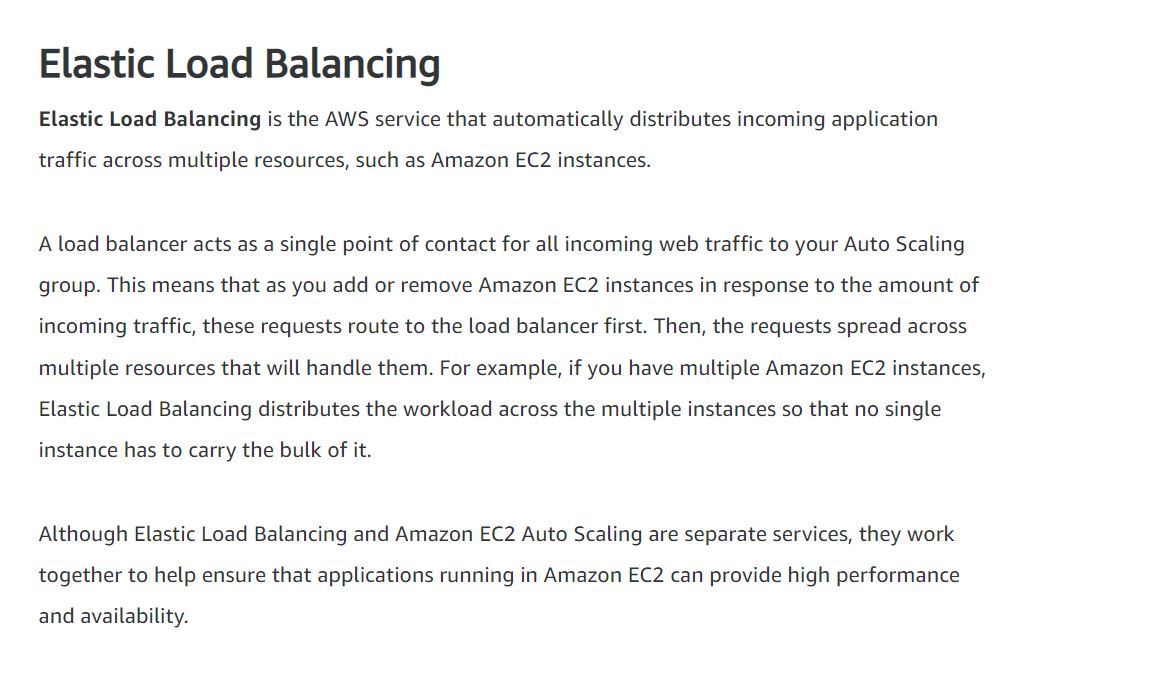 Elastic Load Balancing
Elastic Load Balancing is the AWS service that automatically distributes incoming application
traffic across multiple resources, such as Amazon EC2 instances.
A load balancer acts as a single point of contact for all incoming web traffic to your Auto Scaling
group. This means that as you add or remove Amazon EC2 instances in response to the amount of
incoming traffic, these requests route to the load balancer first. Then, the requests spread across
multiple resources that will handle them. For example, if you have multiple Amazon EC2 instances,
Elastic Load Balancing distributes the workload across the multiple instances so that no single
instance has to carry the bulk of it.
Although Elastic Load Balancing and Amazon EC2 Auto Scaling are separate services, they work
together to help ensure that applications running in Amazon EC2 can provide high performance
and availability.